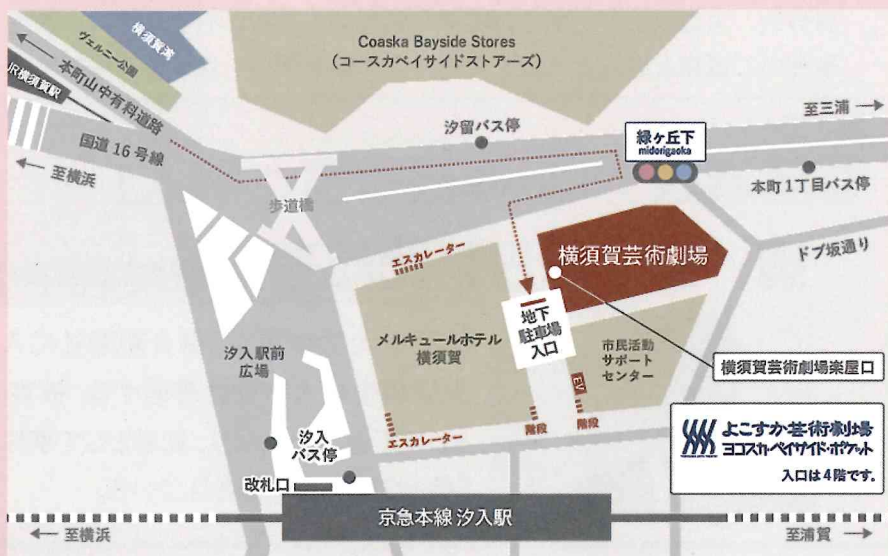 横須賀湾
ヴェルニー公園
JR横須賀駅
本町山中有料道路
国道16号線
至横浜
Coaska Bayside Stores
(コースカベイサイドストアーズ)
汐留バス停
至三浦
緑ヶ丘下
midorigaoka
本町1丁目バス停
歩道橋
ドブ坂通り
エスカレーター
横須賀芸術劇場
地下
駐車場
入口
メルキュールホテル
横須賀
市民活動
サポート
センター
汐入駅前
広場
横須賀芸術劇場楽屋口
EV
階段
階段
エスカレーター
汐入
バス停
改札口
よこすか芸術劇場
ヨコスカ・ベイサイド・ポケット
入口は4階です。
京急本線 汐入駅
至横浜
至浦賀